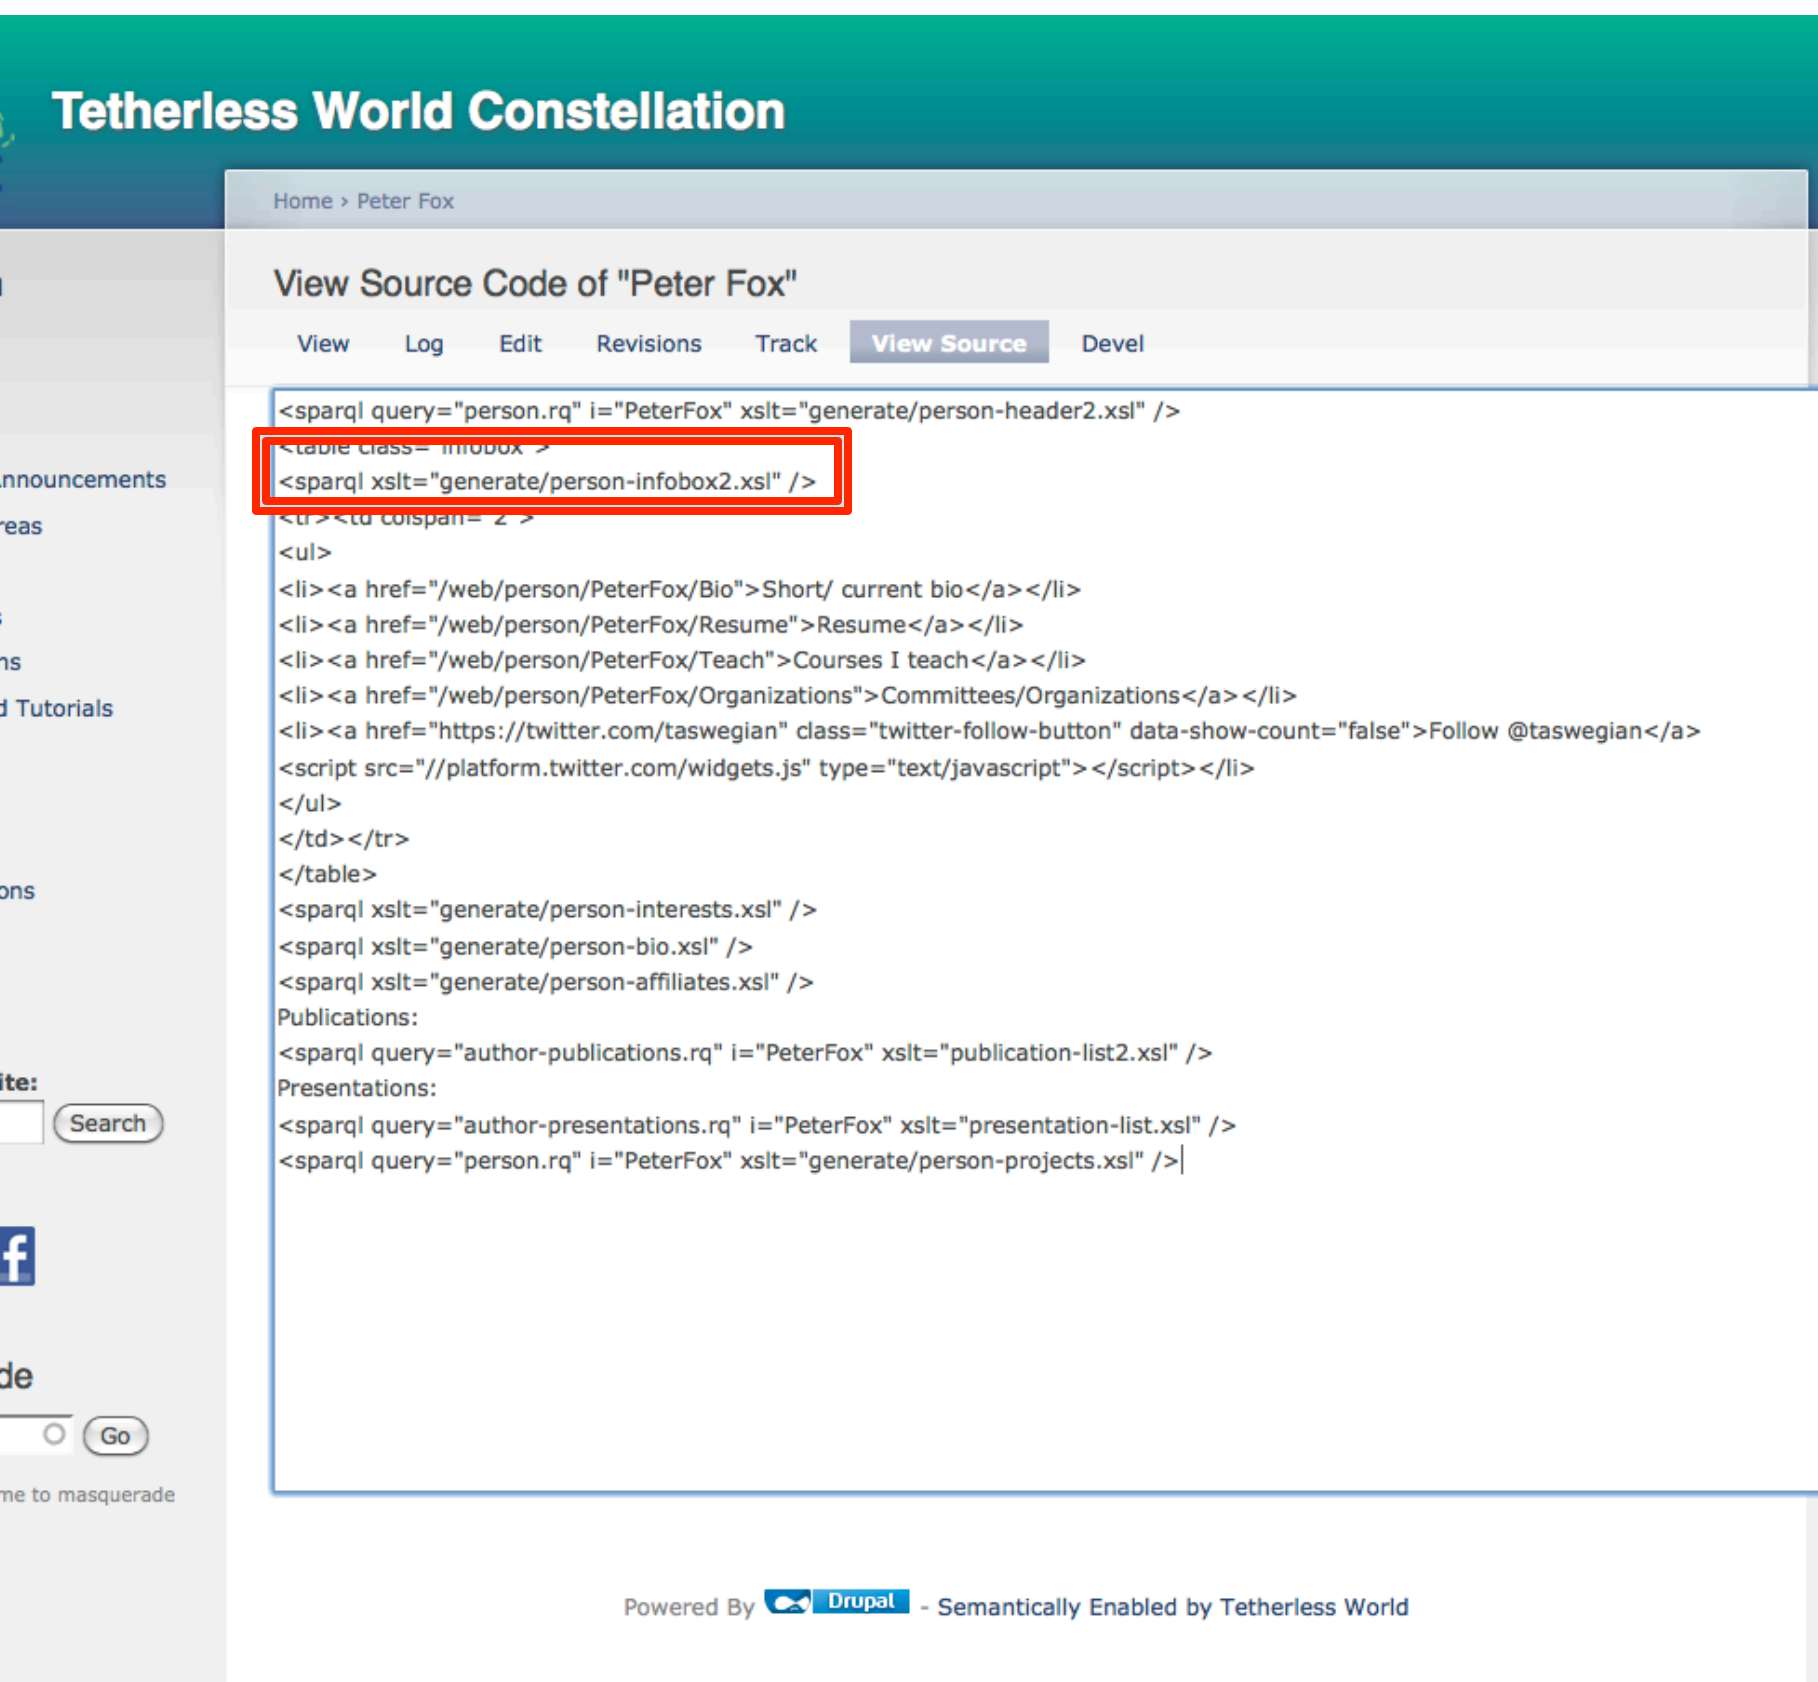 Tetherless World Constellation
Home › Peter Fox
View Source Code of "Peter Fox"
View Log Edit Revisions Track View Source Devel
<sparql query="person.rq" i="PeterFox" xslt="generate/person-header2.xsl" />
<table class="infobox">
<sparql xslt="generate/person-infobox2.xsl" />
<tr><td colspan="2">
<ul>
<li><a href="/web/person/PeterFox/Bio">Short/ current bio</a></li>
<li><a href="/web/person/PeterFox/Resume">Resume</a></li>
<li><a href="/web/person/PeterFox/Teach">Courses I teach</a></li>
<li><a href="/web/person/PeterFox/Organizations">Committees/Organizations</a></li>
<li><a href="https://twitter.com/taswegian" class="twitter-follow-button" data-show-count="false">Follow @taswegian</a>
<script src="//platform.twitter.com/widgets.js" type="text/javascript"></script></li>
</ul>
</td></tr>
</table>
<sparql xslt="generate/person-interests.xsl" />
<sparql xslt="generate/person-bio.xsl" />
<sparql xslt="generate/person-affiliates.xsl" />
Publications:
<sparql query="author-publications.rq" i="PeterFox" xslt="publication-list2.xsl" />
Presentations:
<sparql query="author-presentations.rq" i="PeterFox" xslt="presentation-list.xsl" />
<sparql query="person.rq" i="PeterFox" xslt="generate/person-projects.xsl" />
nnouncements
reas
ns
d Tutorials
ons
ite:
Search
f
de
Go
me to masquerade
Powered By Drupal - Semantically Enabled by Tetherless World